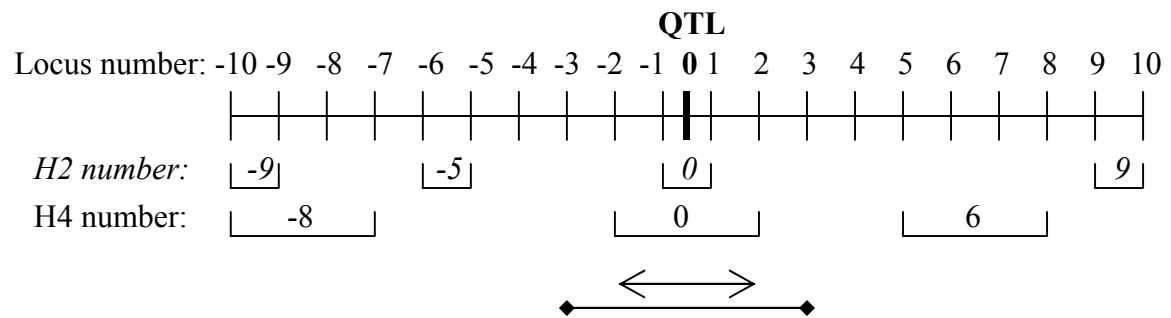 QTL
Locus number: -10 -9 -8 -7 -6 -5 -4 -3 -2 -1 0 1 2 3 4 5 6 7 8 9 10
H2 number: -9 -5 0 9
H4 number: -8 0 6